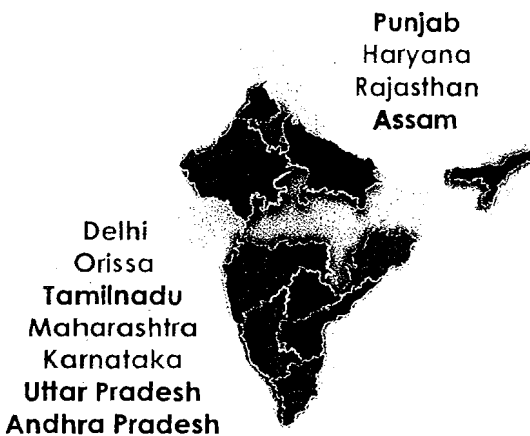 Punjab
Haryana
Rajasthan
Assam
Delhi
Orissa
Tamilnadu
Maharashtra
Karnataka
Uttar Pradesh
Andhra Pradesh